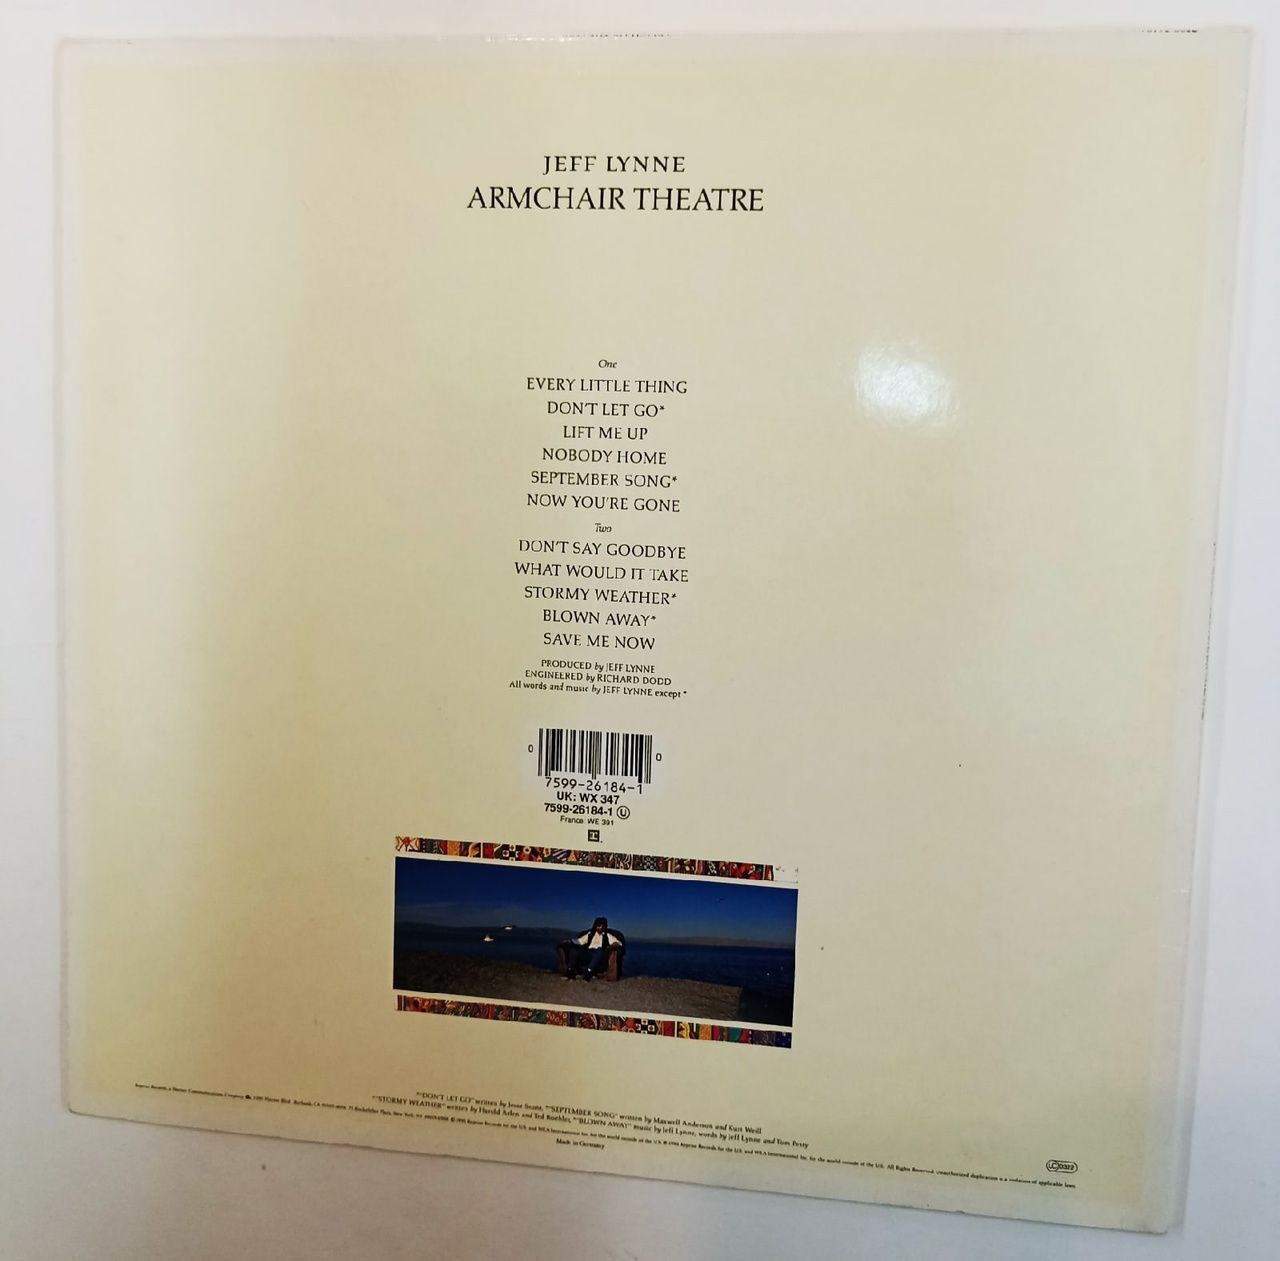 JEFF LYNNE
ARMCHAIR THEATRE
One
EVERY LITTLE THING
DON'T LET GO*
LIFT ME UP
NOBODY HOME
SEPTEMBER SONG*
NOW YOU'RE GONE
Two
DON'T SAY GOODBYE
WHAT WOULD IT TAKE
STORMY WEATHER*
BLOWN AWAY*
SAVE ME NOW
PRODUCED by JEFF LYNNE
ENGINEERED by RICHARD DODD
All words and music by JEFF LYNNE except *
0 0
7599-26184-1
UK: WX 347
7599-26184-1 U
France WE 391
*"DON'T LET GO" written by Jesse Stone, *"SEPTEMBER SONG" written by Maxwell Anderson and Kurt Weill
*"STORMY WEATHER" written by Harold Arlen and Ted Koehler, *"BLOWN AWAY" music by Jeff Lynne, words by Jeff Lynne and Tom Petty
Made in Germany
LC 0322